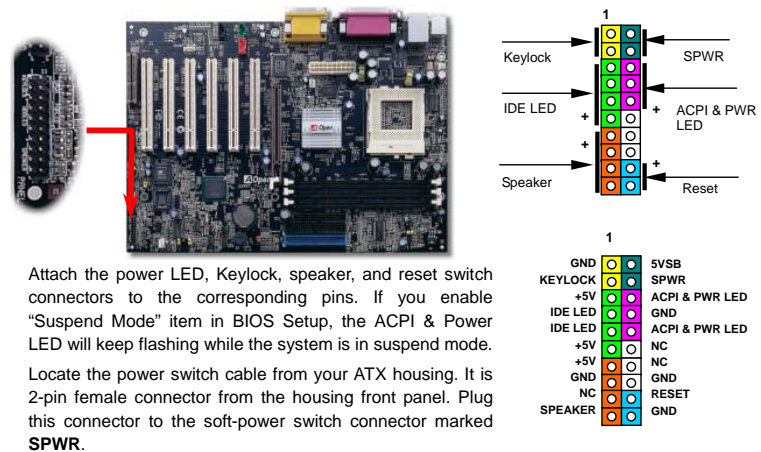 1
Keylock
SPWR
IDE LED
ACPI & PWR
LED
+
+
+
+
Speaker
Reset
AOpen
AOpen
PANEL
Attach the power LED, Keylock, speaker, and reset switch
connectors to the corresponding pins. If you enable
“Suspend Mode” item in BIOS Setup, the ACPI & Power
LED will keep flashing while the system is in suspend mode.
Locate the power switch cable from your ATX housing. It is
2-pin female connector from the housing front panel. Plug
this connector to the soft-power switch connector marked
SPWR.
1
GND 5VSB
KEYLOCK SPWR
+5V ACPI & PWR LED
IDE LED GND
IDE LED ACPI & PWR LED
+5V NC
+5V NC
GND GND
NC RESET
SPEAKER GND